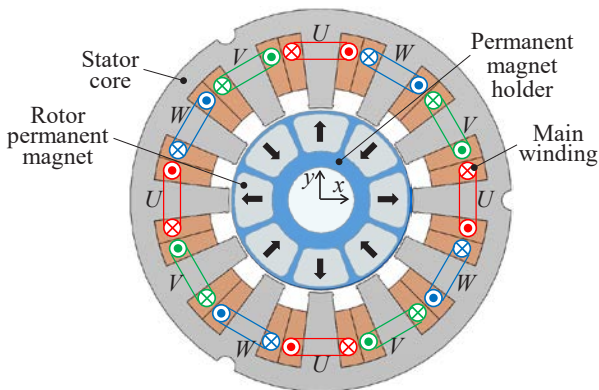 U
V
W
Stator
core
Permanent
magnet
holder
W
V
Rotor
permanent
magnet
Main
winding
y
x
U
U
V
W
W
V
U